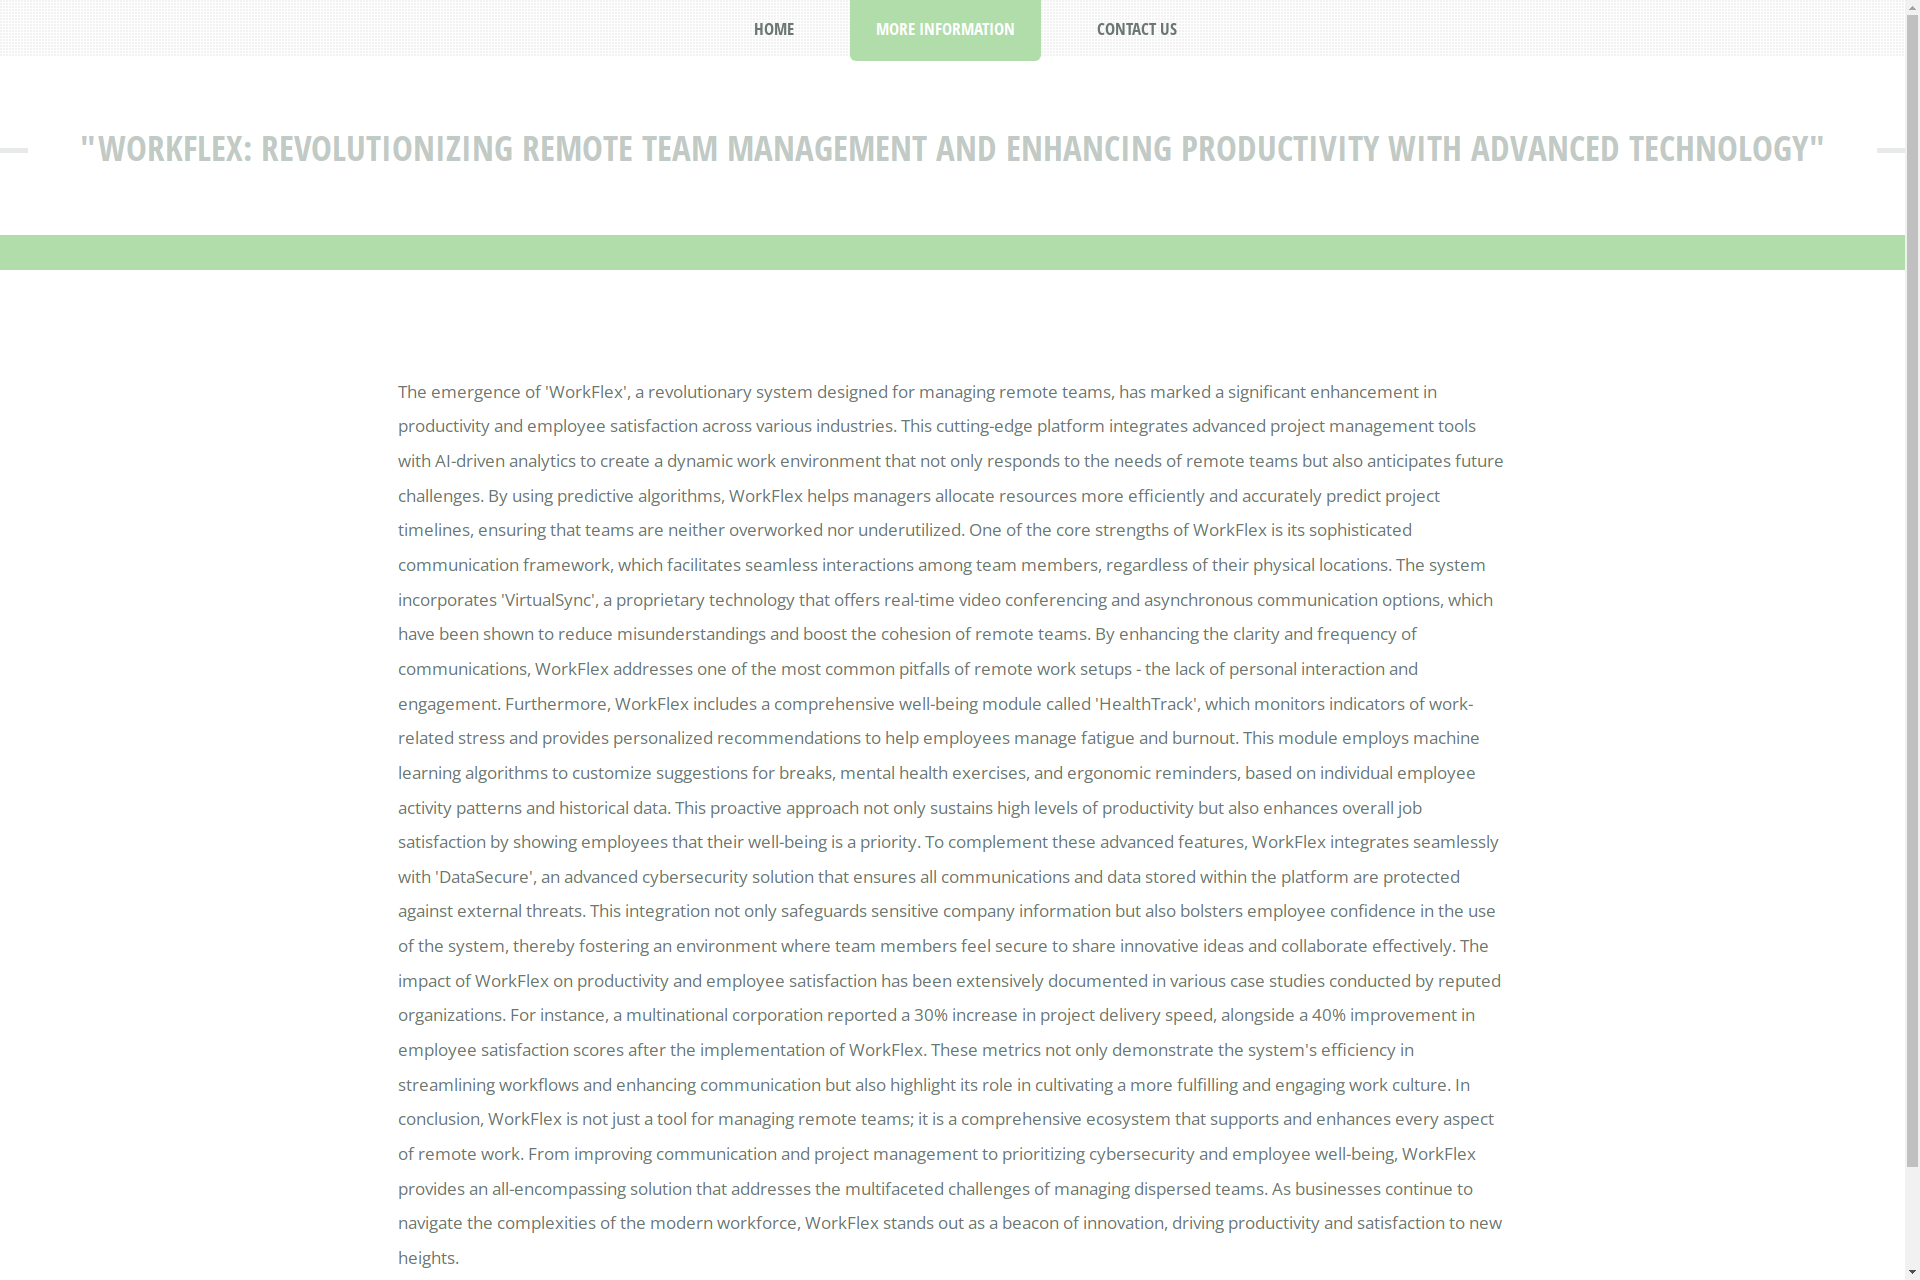 HOME
MORE INFORMATION
CONTACT US
"WORKFLEX: REVOLUTIONIZING REMOTE TEAM MANAGEMENT AND ENHANCING PRODUCTIVITY WITH ADVANCED TECHNOLOGY"
The emergence of 'WorkFlex', a revolutionary system designed for managing remote teams, has marked a significant enhancement in
productivity and employee satisfaction across various industries. This cutting-edge platform integrates advanced project management tools
with AI-driven analytics to create a dynamic work environment that not only responds to the needs of remote teams but also anticipates future
challenges. By using predictive algorithms, WorkFlex helps managers allocate resources more efficiently and accurately predict project
timelines, ensuring that teams are neither overworked nor underutilized. One of the core strengths of WorkFlex is its sophisticated
communication framework, which facilitates seamless interactions among team members, regardless of their physical locations. The system
incorporates 'VirtualSync', a proprietary technology that offers real-time video conferencing and asynchronous communication options, which
have been shown to reduce misunderstandings and boost the cohesion of remote teams. By enhancing the clarity and frequency of
communications, WorkFlex addresses one of the most common pitfalls of remote work setups - the lack of personal interaction and
engagement. Furthermore, WorkFlex includes a comprehensive well-being module called 'HealthTrack', which monitors indicators of work-
related stress and provides personalized recommendations to help employees manage fatigue and burnout. This module employs machine
learning algorithms to customize suggestions for breaks, mental health exercises, and ergonomic reminders, based on individual employee
activity patterns and historical data. This proactive approach not only sustains high levels of productivity but also enhances overall job
satisfaction by showing employees that their well-being is a priority. To complement these advanced features, WorkFlex integrates seamlessly
with 'DataSecure', an advanced cybersecurity solution that ensures all communications and data stored within the platform are protected
against external threats. This integration not only safeguards sensitive company information but also bolsters employee confidence in the use
of the system, thereby fostering an environment where team members feel secure to share innovative ideas and collaborate effectively. The
impact of WorkFlex on productivity and employee satisfaction has been extensively documented in various case studies conducted by reputed
organizations. For instance, a multinational corporation reported a 30% increase in project delivery speed, alongside a 40% improvement in
employee satisfaction scores after the implementation of WorkFlex. These metrics not only demonstrate the system's efficiency in
streamlining workflows and enhancing communication but also highlight its role in cultivating a more fulfilling and engaging work culture. In
conclusion, WorkFlex is not just a tool for managing remote teams; it is a comprehensive ecosystem that supports and enhances every aspect
of remote work. From improving communication and project management to prioritizing cybersecurity and employee well-being, WorkFlex
provides an all-encompassing solution that addresses the multifaceted challenges of managing dispersed teams. As businesses continue to
navigate the complexities of the modern workforce, WorkFlex stands out as a beacon of innovation, driving productivity and satisfaction to new
heights.